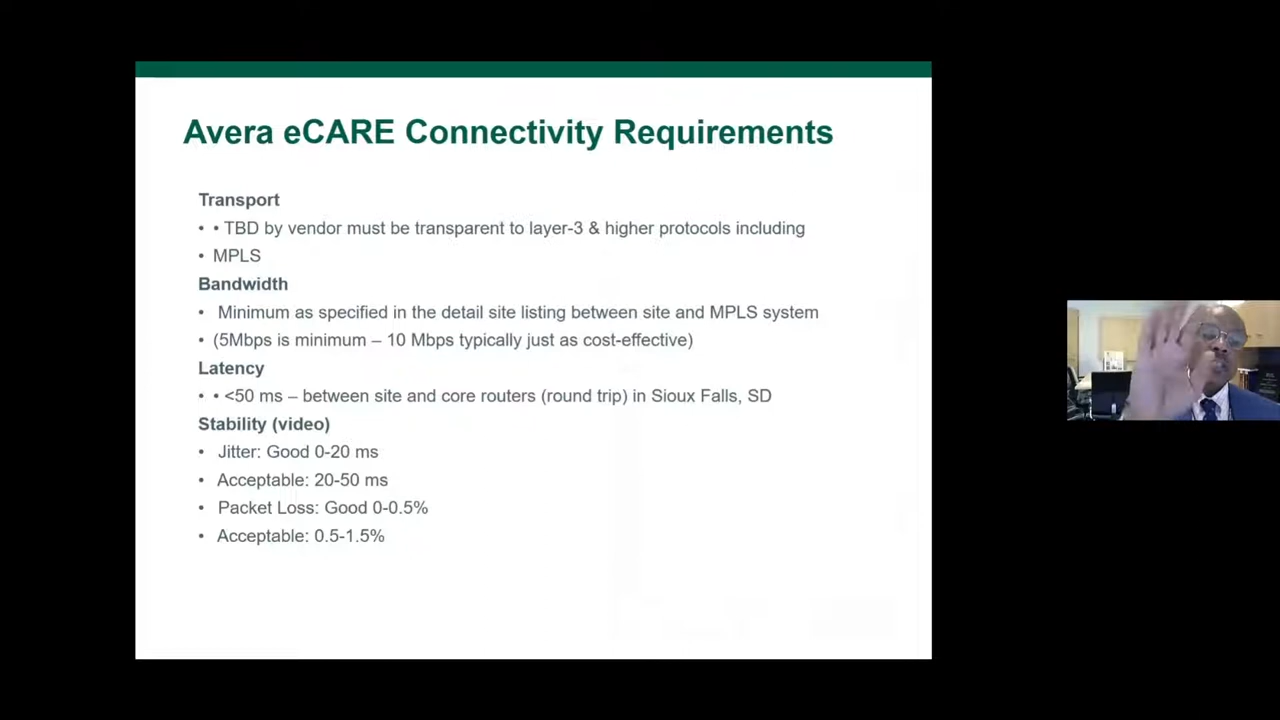 Avera eCARE Connectivity Requirements
Transport
• • TBD by vendor must be transparent to layer-3 & higher protocols including
• MPLS
Bandwidth
• Minimum as specified in the detail site listing between site and MPLS system
• (5Mbps is minimum – 10 Mbps typically just as cost-effective)
Latency
• • <50 ms – between site and core routers (round trip) in Sioux Falls, SD
Stability (video)
• Jitter: Good 0-20 ms
• Acceptable: 20-50 ms
• Packet Loss: Good 0-0.5%
• Acceptable: 0.5-1.5%